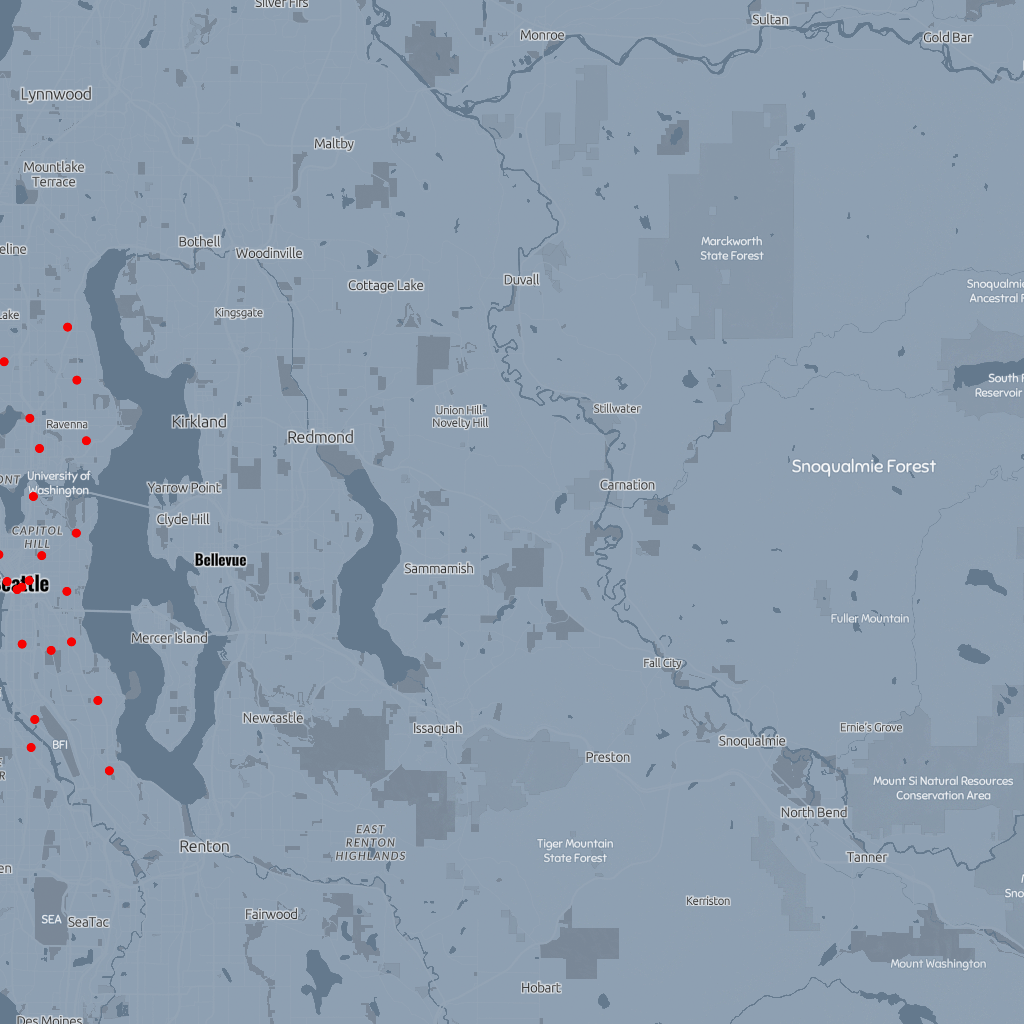 Silver Firs
Sultan
Monroe
Gold Bar
Lynnwood
Maltby
Mountlake
Terrace
Bothell
Marckworth
State Forest
eline
Woodinville
Duvall
Cottage Lake
Snoqualmie
Ancestral F
Lake
Kingsgate
South F
Reservoir
Union Hill-
Novelty Hill
Stillwater
Ravenna
Kirkland
Redmond
Snoqualmie Forest
ONT
University of
Washington
Yarrow Point
Carnation
Clyde Hill
CAPITOL
HILL
Bellevue
Sammamish
Seattle
Fuller Mountain
Mercer Island
Fall City
Newcastle
Issaquah
Ernie's Grove
BFI
Snoqualmie
Preston
E
R
Mount Si Natural Resources
Conservation Area
North Bend
EAST
RENTON
HIGHLANDS
Renton
Tiger Mountain
State Forest
Tanner
en
Sno
Kerriston
SEA
SeaTac
Fairwood
Mount Washington
Hobart
Des Moines